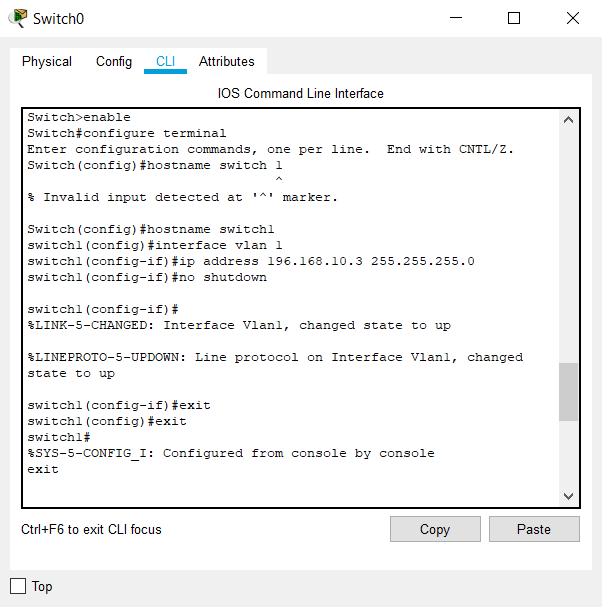 Switch0
Physical Config CLI Attributes
IOS Command Line Interface
Switch>enable
Switch#configure terminal
Enter configuration commands, one per line.  End with CNTL/Z.
Switch(config)#hostname switch 1
^
% Invalid input detected at '^' marker.
Switch(config)#hostname switch1
switch1(config)#interface vlan 1
switch1(config-if)#ip address 196.168.10.3 255.255.255.0
switch1(config-if)#no shutdown
switch1(config-if)#
%LINK-5-CHANGED: Interface Vlan1, changed state to up
%LINEPROTO-5-UPDOWN: Line protocol on Interface Vlan1, changed
state to up
switch1(config-if)#exit
switch1(config)#exit
switch1#
%SYS-5-CONFIG_I: Configured from console by console
exit
Ctrl+F6 to exit CLI focus Copy Paste
Top